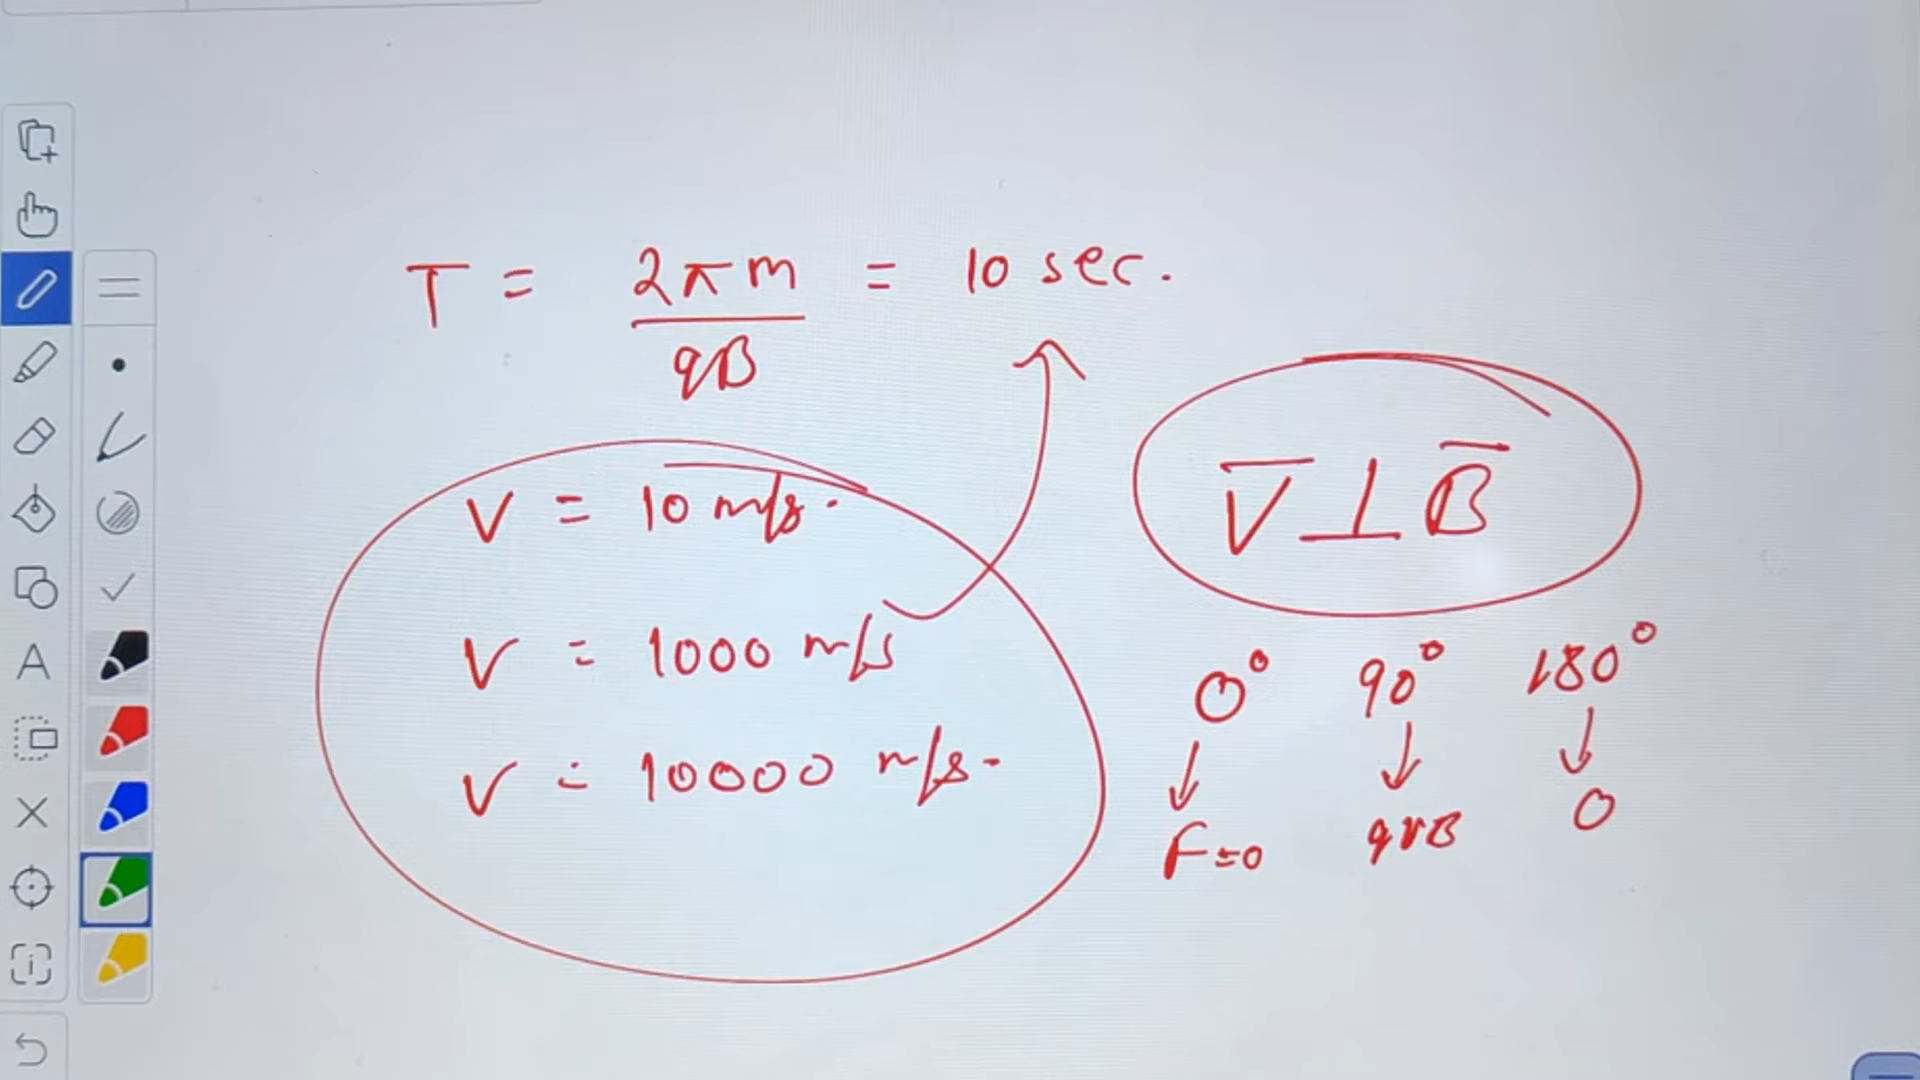 T = 2πm / qB = 10 sec.
V = 10 m/s.
V = 1000 m/s
V = 10000 m/s.
V ⊥ B
0° 90° 180°
F=0 qvB 0